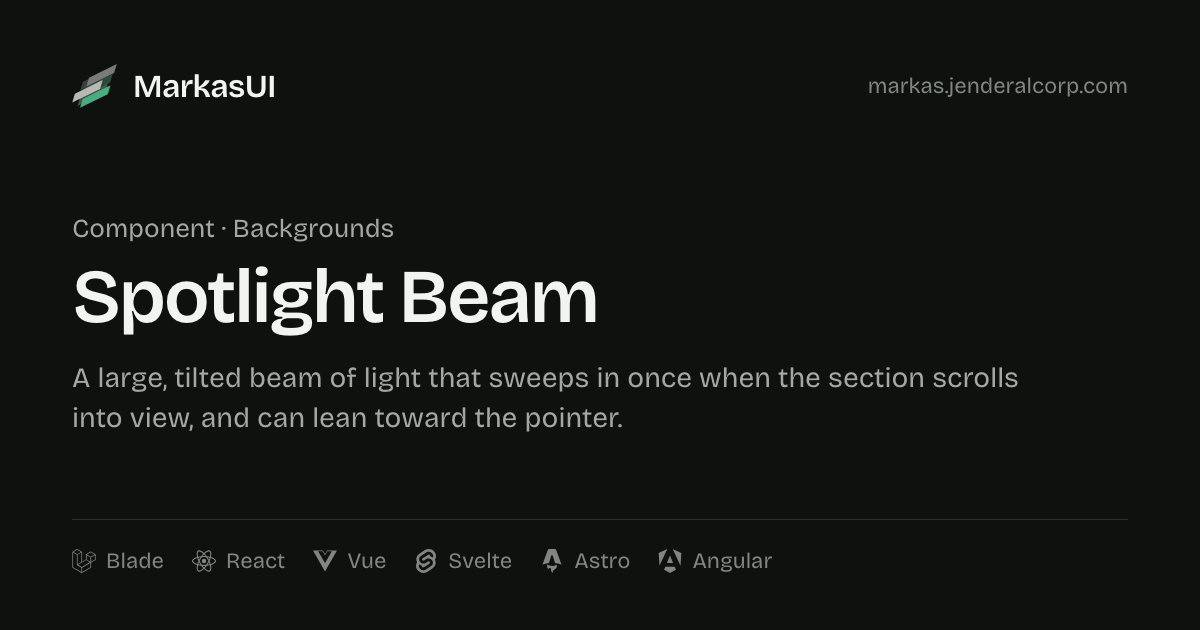 MarkasUI
markas.jenderalcorp.com
Component · Backgrounds
Spotlight Beam
A large, tilted beam of light that sweeps in once when the section scrolls
into view, and can lean toward the pointer.
Blade React Vue Svelte Astro Angular